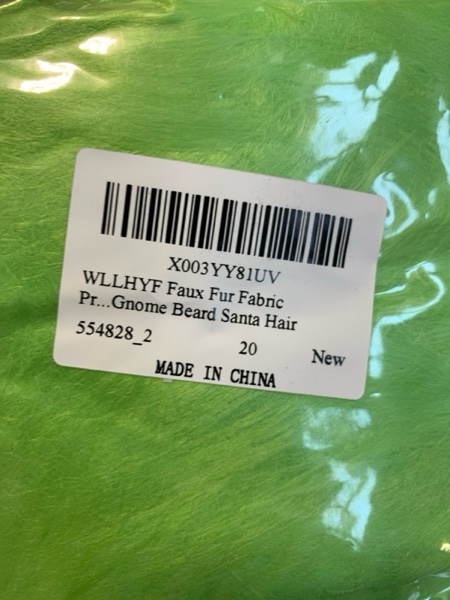 X003YY81UV
WLLHYF Faux Fur Fabric
Pr...Gnome Beard Santa Hair
554828_2 20 New
MADE IN CHINA